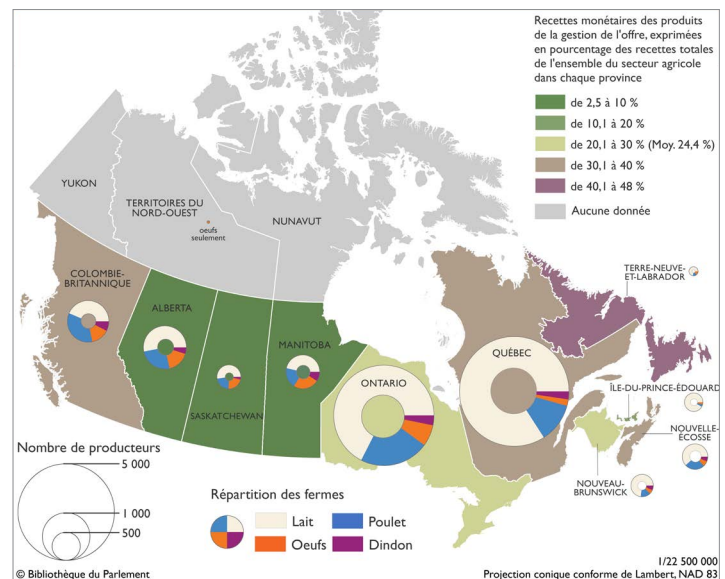 Recettes monétaires des produits
de la gestion de l'offre, exprimées
en pourcentage des recettes totales
de l'ensemble du secteur agricole
dans chaque province
de 2,5 à 10 %
de 10,1 à 20 %
de 20,1 à 30 % (Moy. 24,4 %)
de 30,1 à 40 %
de 40,1 à 48 %
Aucune donnée
YUKON
TERRITOIRES DU
NORD-OUEST
oeufs
seulement
NUNAVUT
COLOMBIE-
BRITANNIQUE
ALBERTA
SASKATCHEWAN
MANITOBA
ONTARIO
QUÉBEC
TERRE-NEUVE-
ET-LABRADOR
ÎLE-DU-PRINCE-ÉDOUARD
NOUVELLE-
ÉCOSSE
NOUVEAU-
BRUNSWICK
Nombre de producteurs
5 000
1 000
500
Répartition des fermes
Lait
Poulet
Oeufs
Dindon
© Bibliothèque du Parlement
1/22 500 000
Projection conique conforme de Lambert, NAD 83